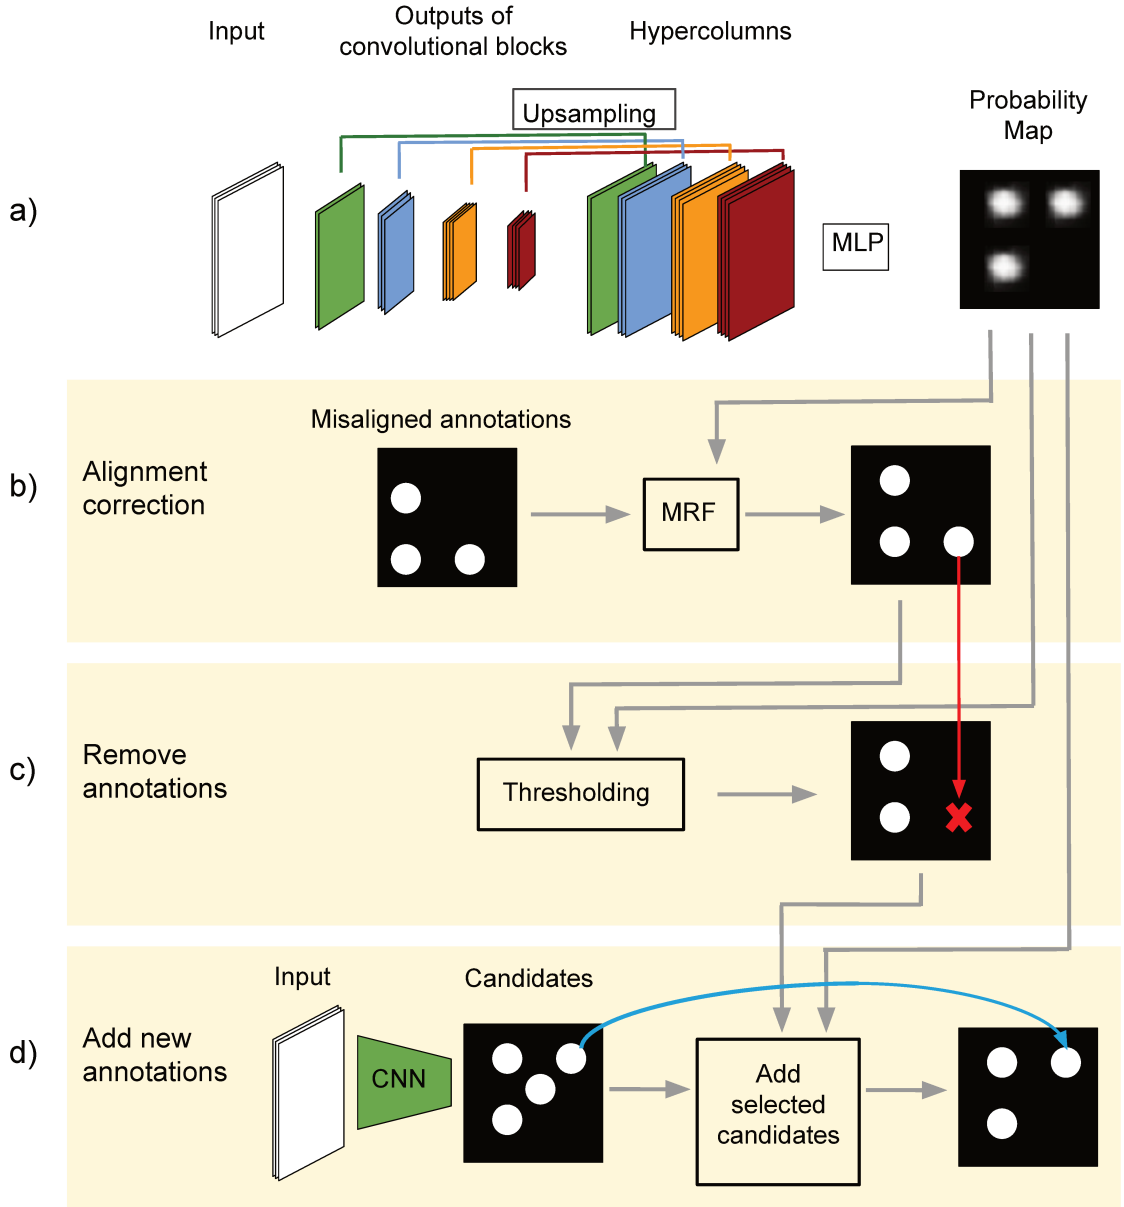 Input
Outputs of
convolutional blocks
Hypercolumns
Upsampling
Probability
Map
a)
MLP
Misaligned annotations
b)
Alignment
correction
MRF
c)
Remove
annotations
Thresholding
Input
Candidates
d)
Add new
annotations
CNN
Add
selected
candidates